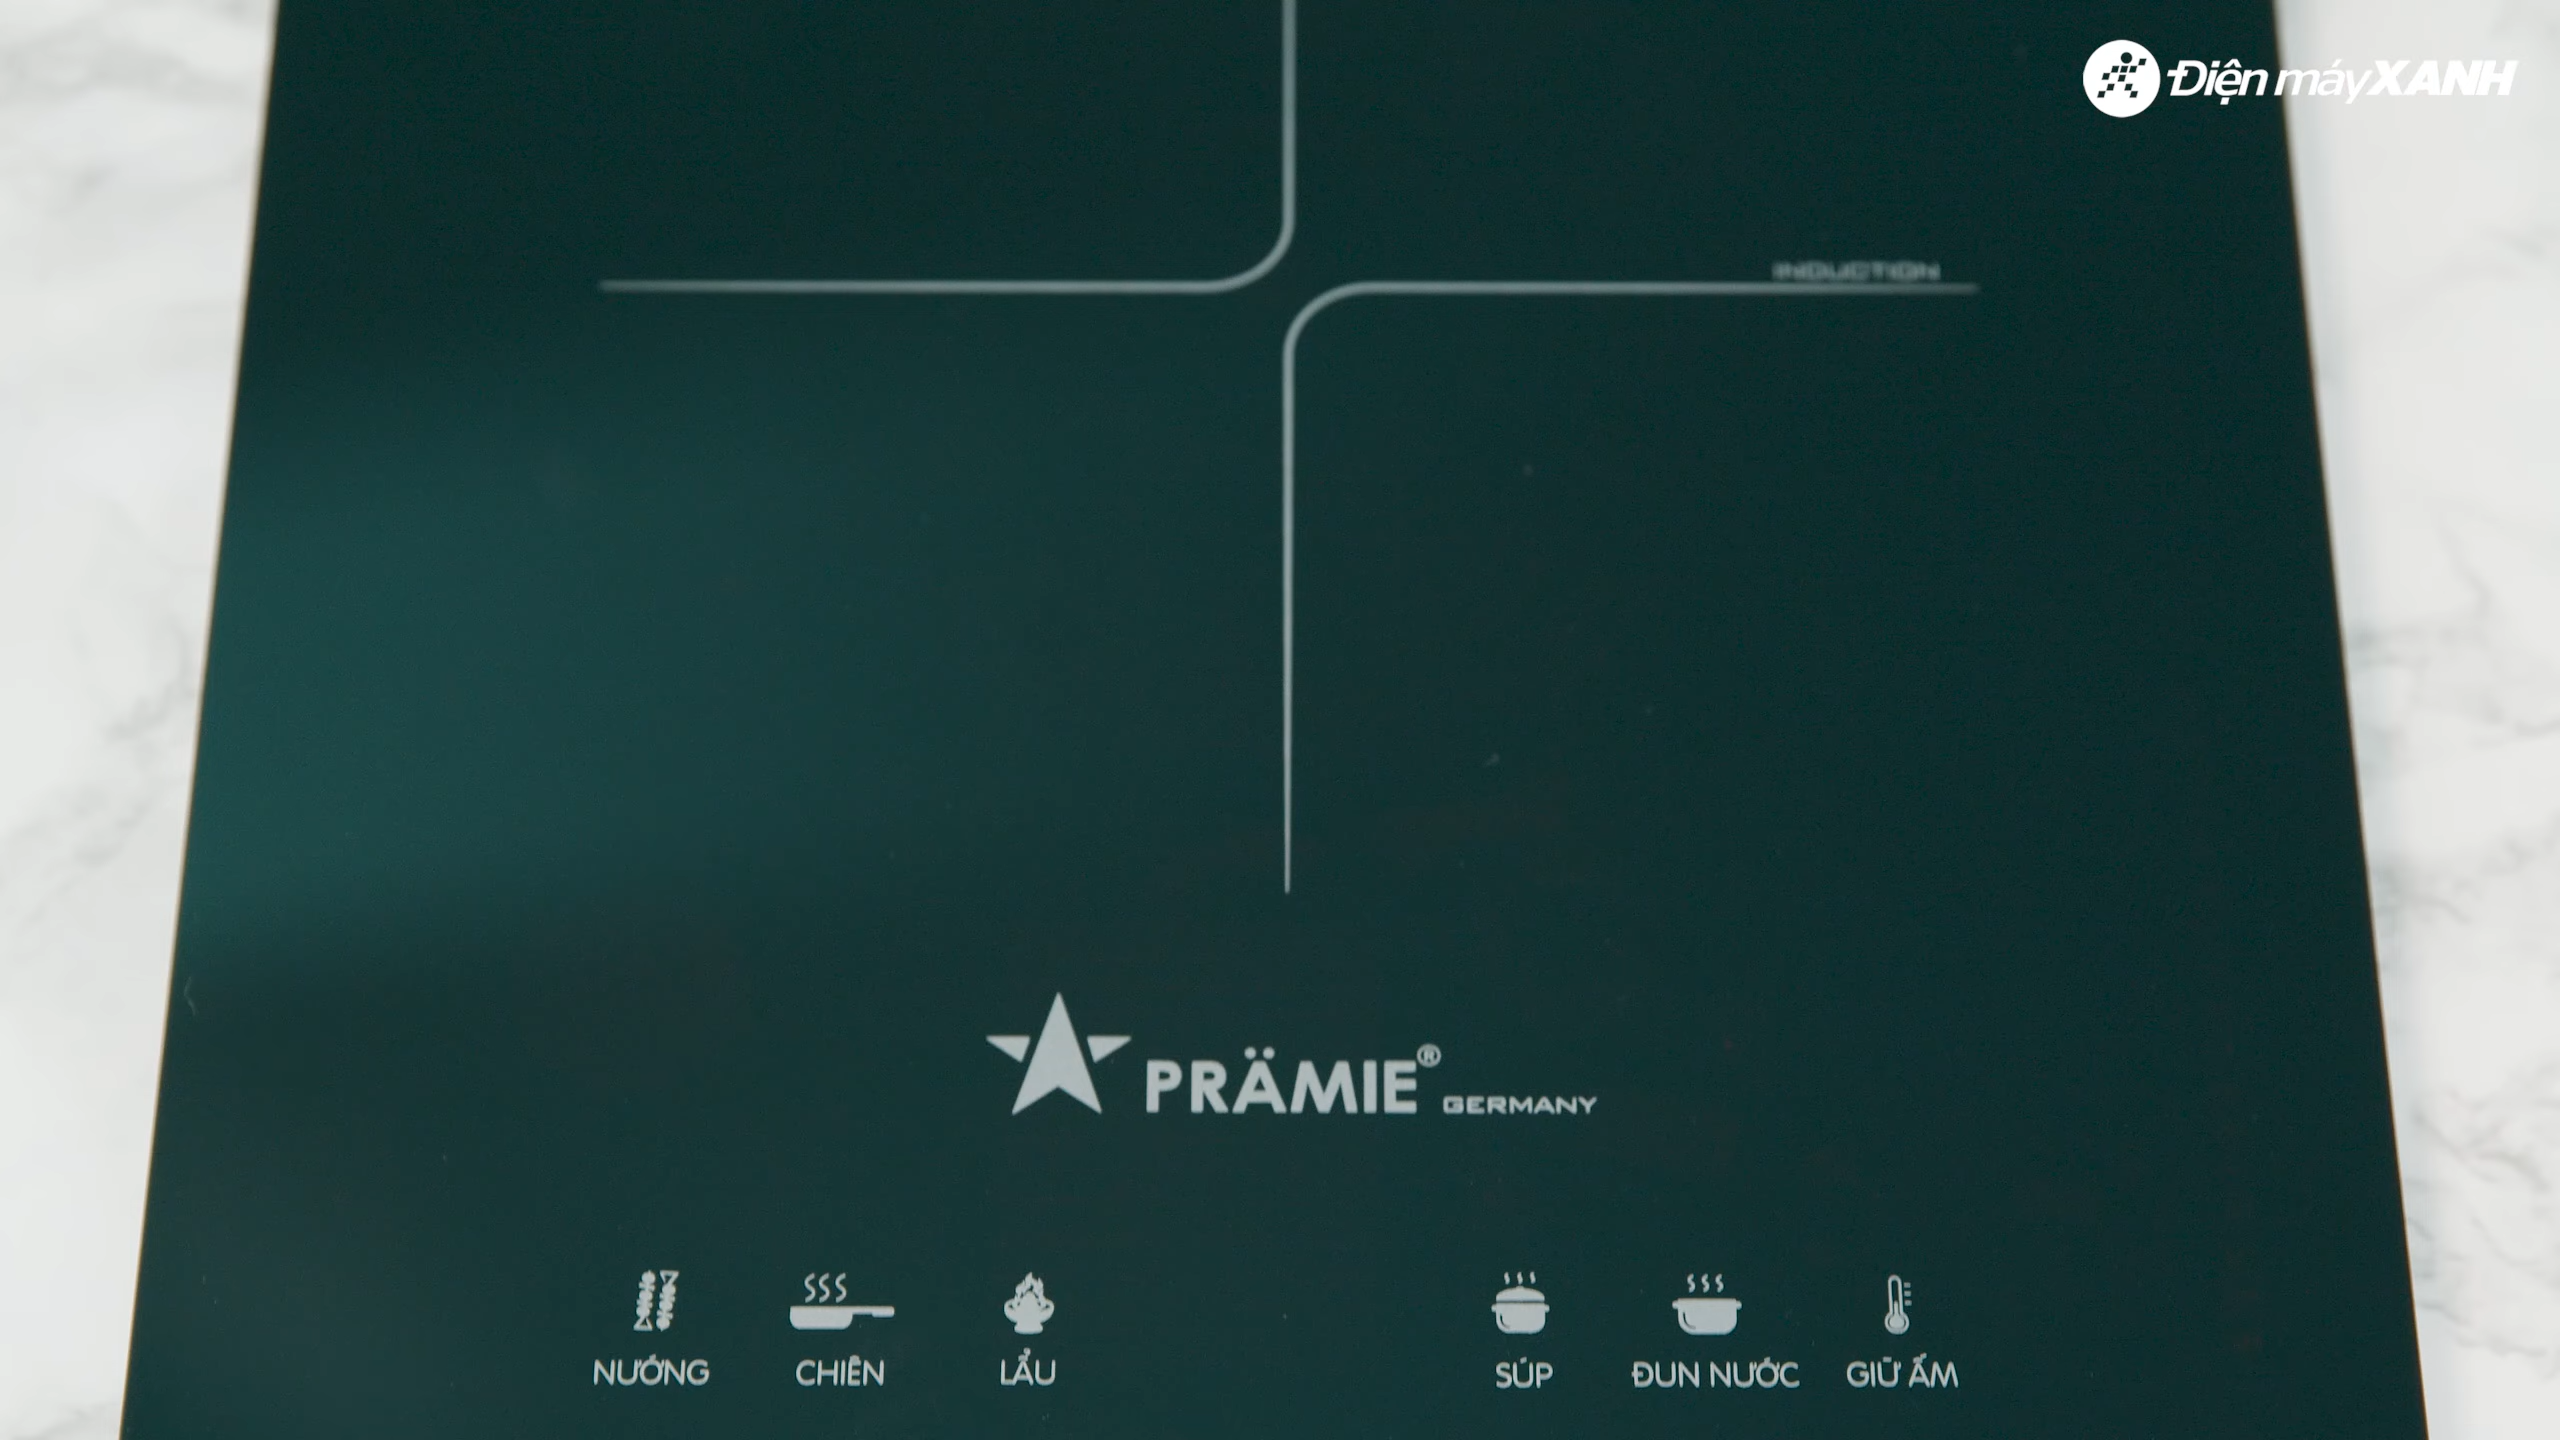 Điện máy XANH
INDUCTION
PRÄMIE® GERMANY
NƯỚNG CHIÊN LẨU SÚP ĐUN NƯỚC GIỮ ẤM